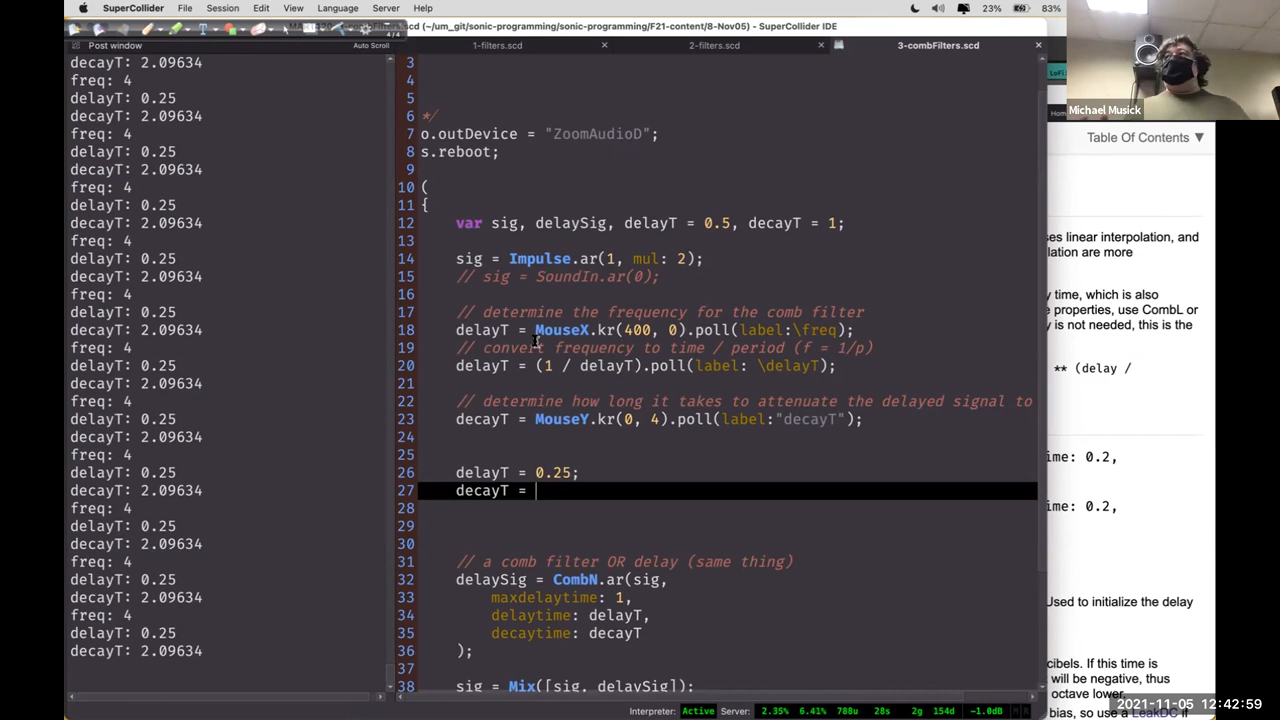 SuperCollider File Session Edit View Language Server Help 23% 83%
F21-content/8-Nov05) - SuperCollider IDE
Post window
Auto Scroll
1-filters.scd
2-filters.scd
3-combFilters.scd
decayT: 2.09634
freq: 4
delayT: 0.25
decayT: 2.09634
freq: 4
delayT: 0.25
decayT: 2.09634
freq: 4
delayT: 0.25
decayT: 2.09634
freq: 4
delayT: 0.25
decayT: 2.09634
freq: 4
delayT: 0.25
decayT: 2.09634
freq: 4
delayT: 0.25
decayT: 2.09634
freq: 4
delayT: 0.25
decayT: 2.09634
freq: 4
delayT: 0.25
decayT: 2.09634
freq: 4
delayT: 0.25
decayT: 2.09634
freq: 4
delayT: 0.25
decayT: 2.09634
freq: 4
delayT: 0.25
decayT: 2.09634
3
4
5
6 */
7 o.outDevice = "ZoomAudioD";
8 s.reboot;
9
10 (
11 {
12 var sig, delaySig, delayT = 0.5, decayT = 1;
13
14 sig = Impulse.ar(1, mul: 2);
15 // sig = SoundIn.ar(0);
16
17 // determine the frequency for the comb filter
18 delayT = MouseX.kr(400, 0).poll(label:\freq);
19 // convert frequency to time / period (f = 1/p)
20 delayT = (1 / delayT).poll(label: \delayT);
21
22 // determine how long it takes to attenuate the delayed signal to
23 decayT = MouseY.kr(0, 4).poll(label:"decayT");
24
25
26 delayT = 0.25;
27 decayT =
28
29
30
31 // a comb filter OR delay (same thing)
32 delaySig = CombN.ar(sig,
33 maxdelaytime: 1,
34 delaytime: delayT,
35 decaytime: decayT
36 );
37
38 sig = Mix([sig, delaySig]);
Interpreter: Active Server: 2.35% 6.41% 788u 28s 2g 154d -1.0dB
Michael Musick
Table Of Contents ▼
ses linear interpolation, and
lation are more
y time, which is also
e properties, use CombL or
y is not needed, this is the
** (delay /
ime: 0.2,
ime: 0.2,
Used to initialize the delay
cibels. If this time is
will be negative, thus
octave lower.
bias, so use a LeakDC if
2021-11-05 12:42:59